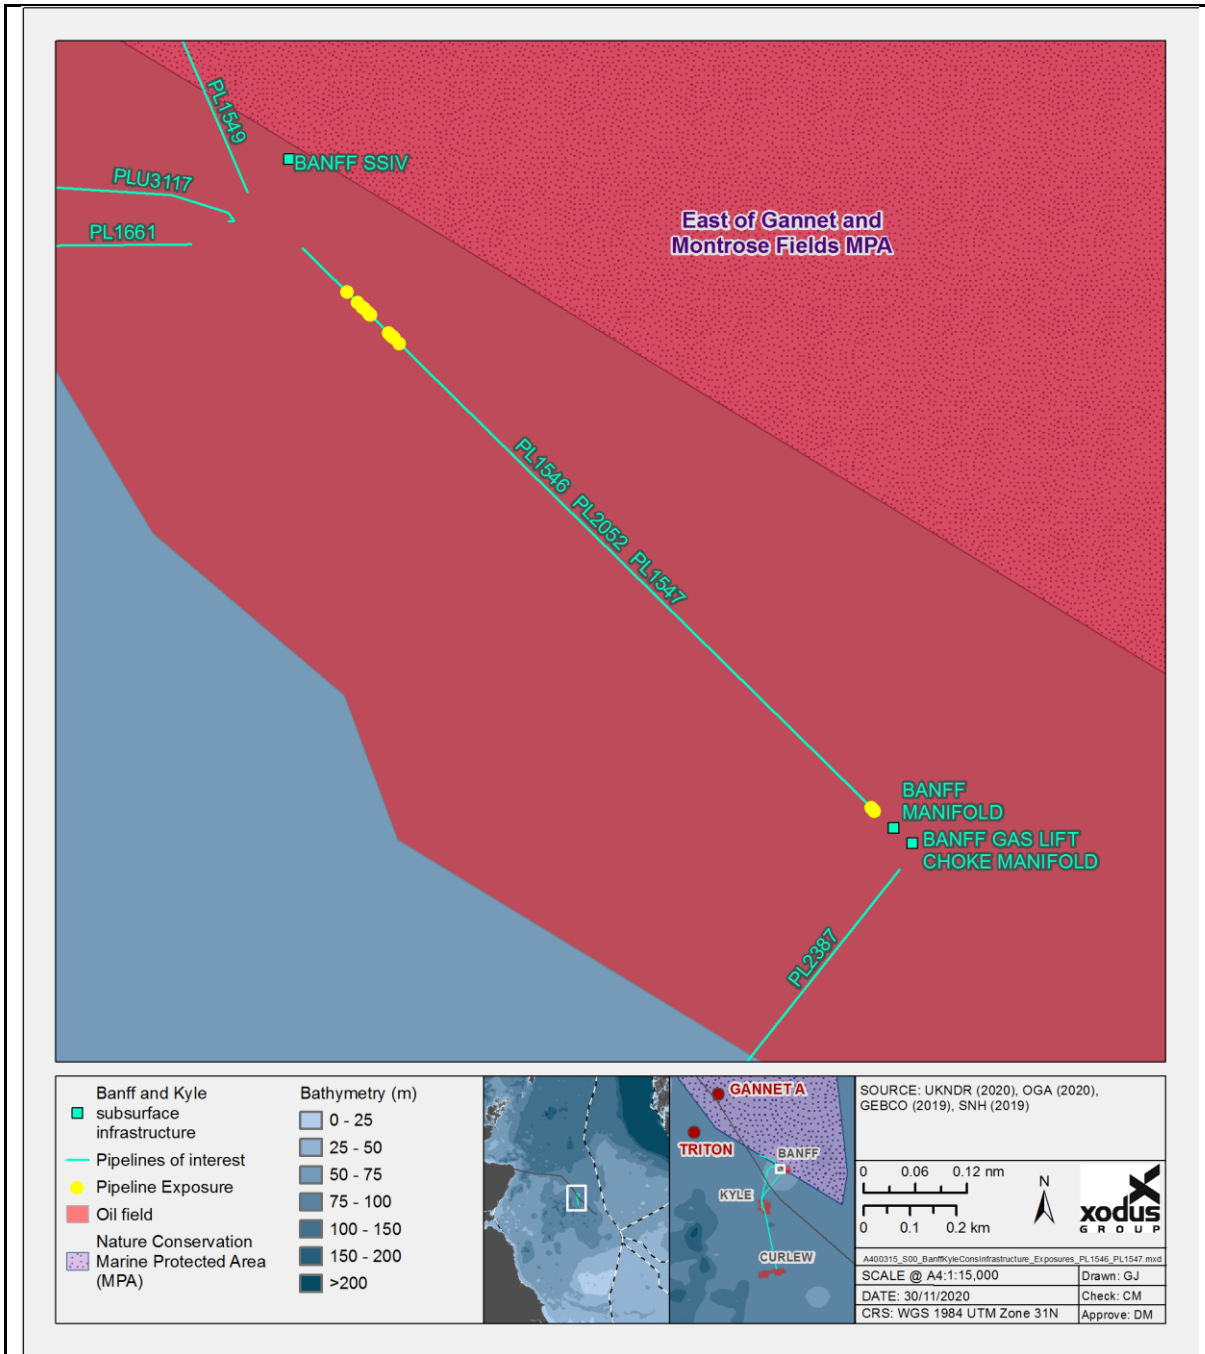 PL1549
BANFF SSIV
PLU3117
PL1661
East of Gannet and
Montrose Fields MPA
PL1546 PL2052 PL1547
BANFF
MANIFOLD
BANFF GAS LIFT
CHOKE MANIFOLD
PL2387
Banff and Kyle
subsurface
infrastructure
Pipelines of interest
Pipeline Exposure
Oil field
Nature Conservation
Marine Protected Area
(MPA)
Bathymetry (m)
0 - 25
25 - 50
50 - 75
75 - 100
100 - 150
150 - 200
>200
GANNET A
TRITON
BANFF
KYLE
CURLEW
SOURCE: UKNDR (2020), OGA (2020),
GEBCO (2019), SNH (2019)
0 0.06 0.12 nm
0 0.1 0.2 km
N
xodus
GROUP
A400315_S00_BanffKyleConsInfrastructure_Exposures_PL1546_PL1547.mxd
SCALE @ A4:1:15,000
Drawn: GJ
DATE: 30/11/2020
Check: CM
CRS: WGS 1984 UTM Zone 31N
Approve: DM